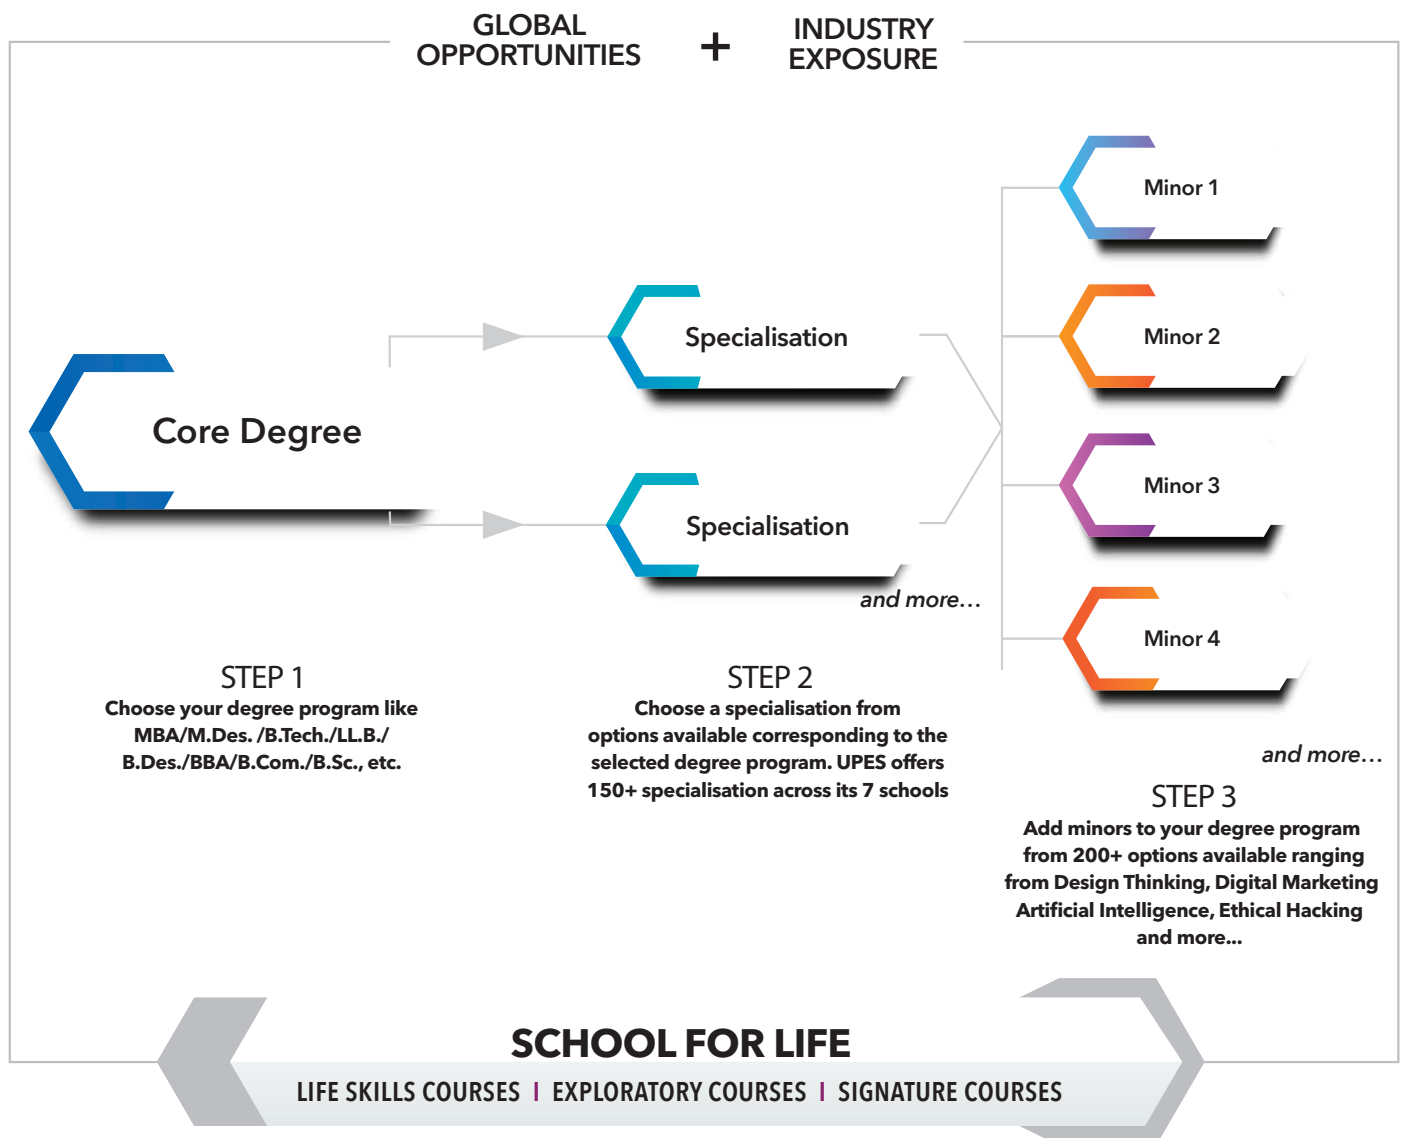 GLOBAL
OPPORTUNITIES
+
INDUSTRY
EXPOSURE
Core Degree
Specialisation
Specialisation
and more...
Minor 1
Minor 2
Minor 3
Minor 4
and more...
STEP 1
Choose your degree program like
MBA/M.Des. /B.Tech./LL.B./
B.Des./BBA/B.Com./B.Sc., etc.
STEP 2
Choose a specialisation from
options available corresponding to the
selected degree program. UPES offers
150+ specialisation across its 7 schools
STEP 3
Add minors to your degree program
from 200+ options available ranging
from Design Thinking, Digital Marketing
Artificial Intelligence, Ethical Hacking
and more...
SCHOOL FOR LIFE
LIFE SKILLS COURSES | EXPLORATORY COURSES | SIGNATURE COURSES